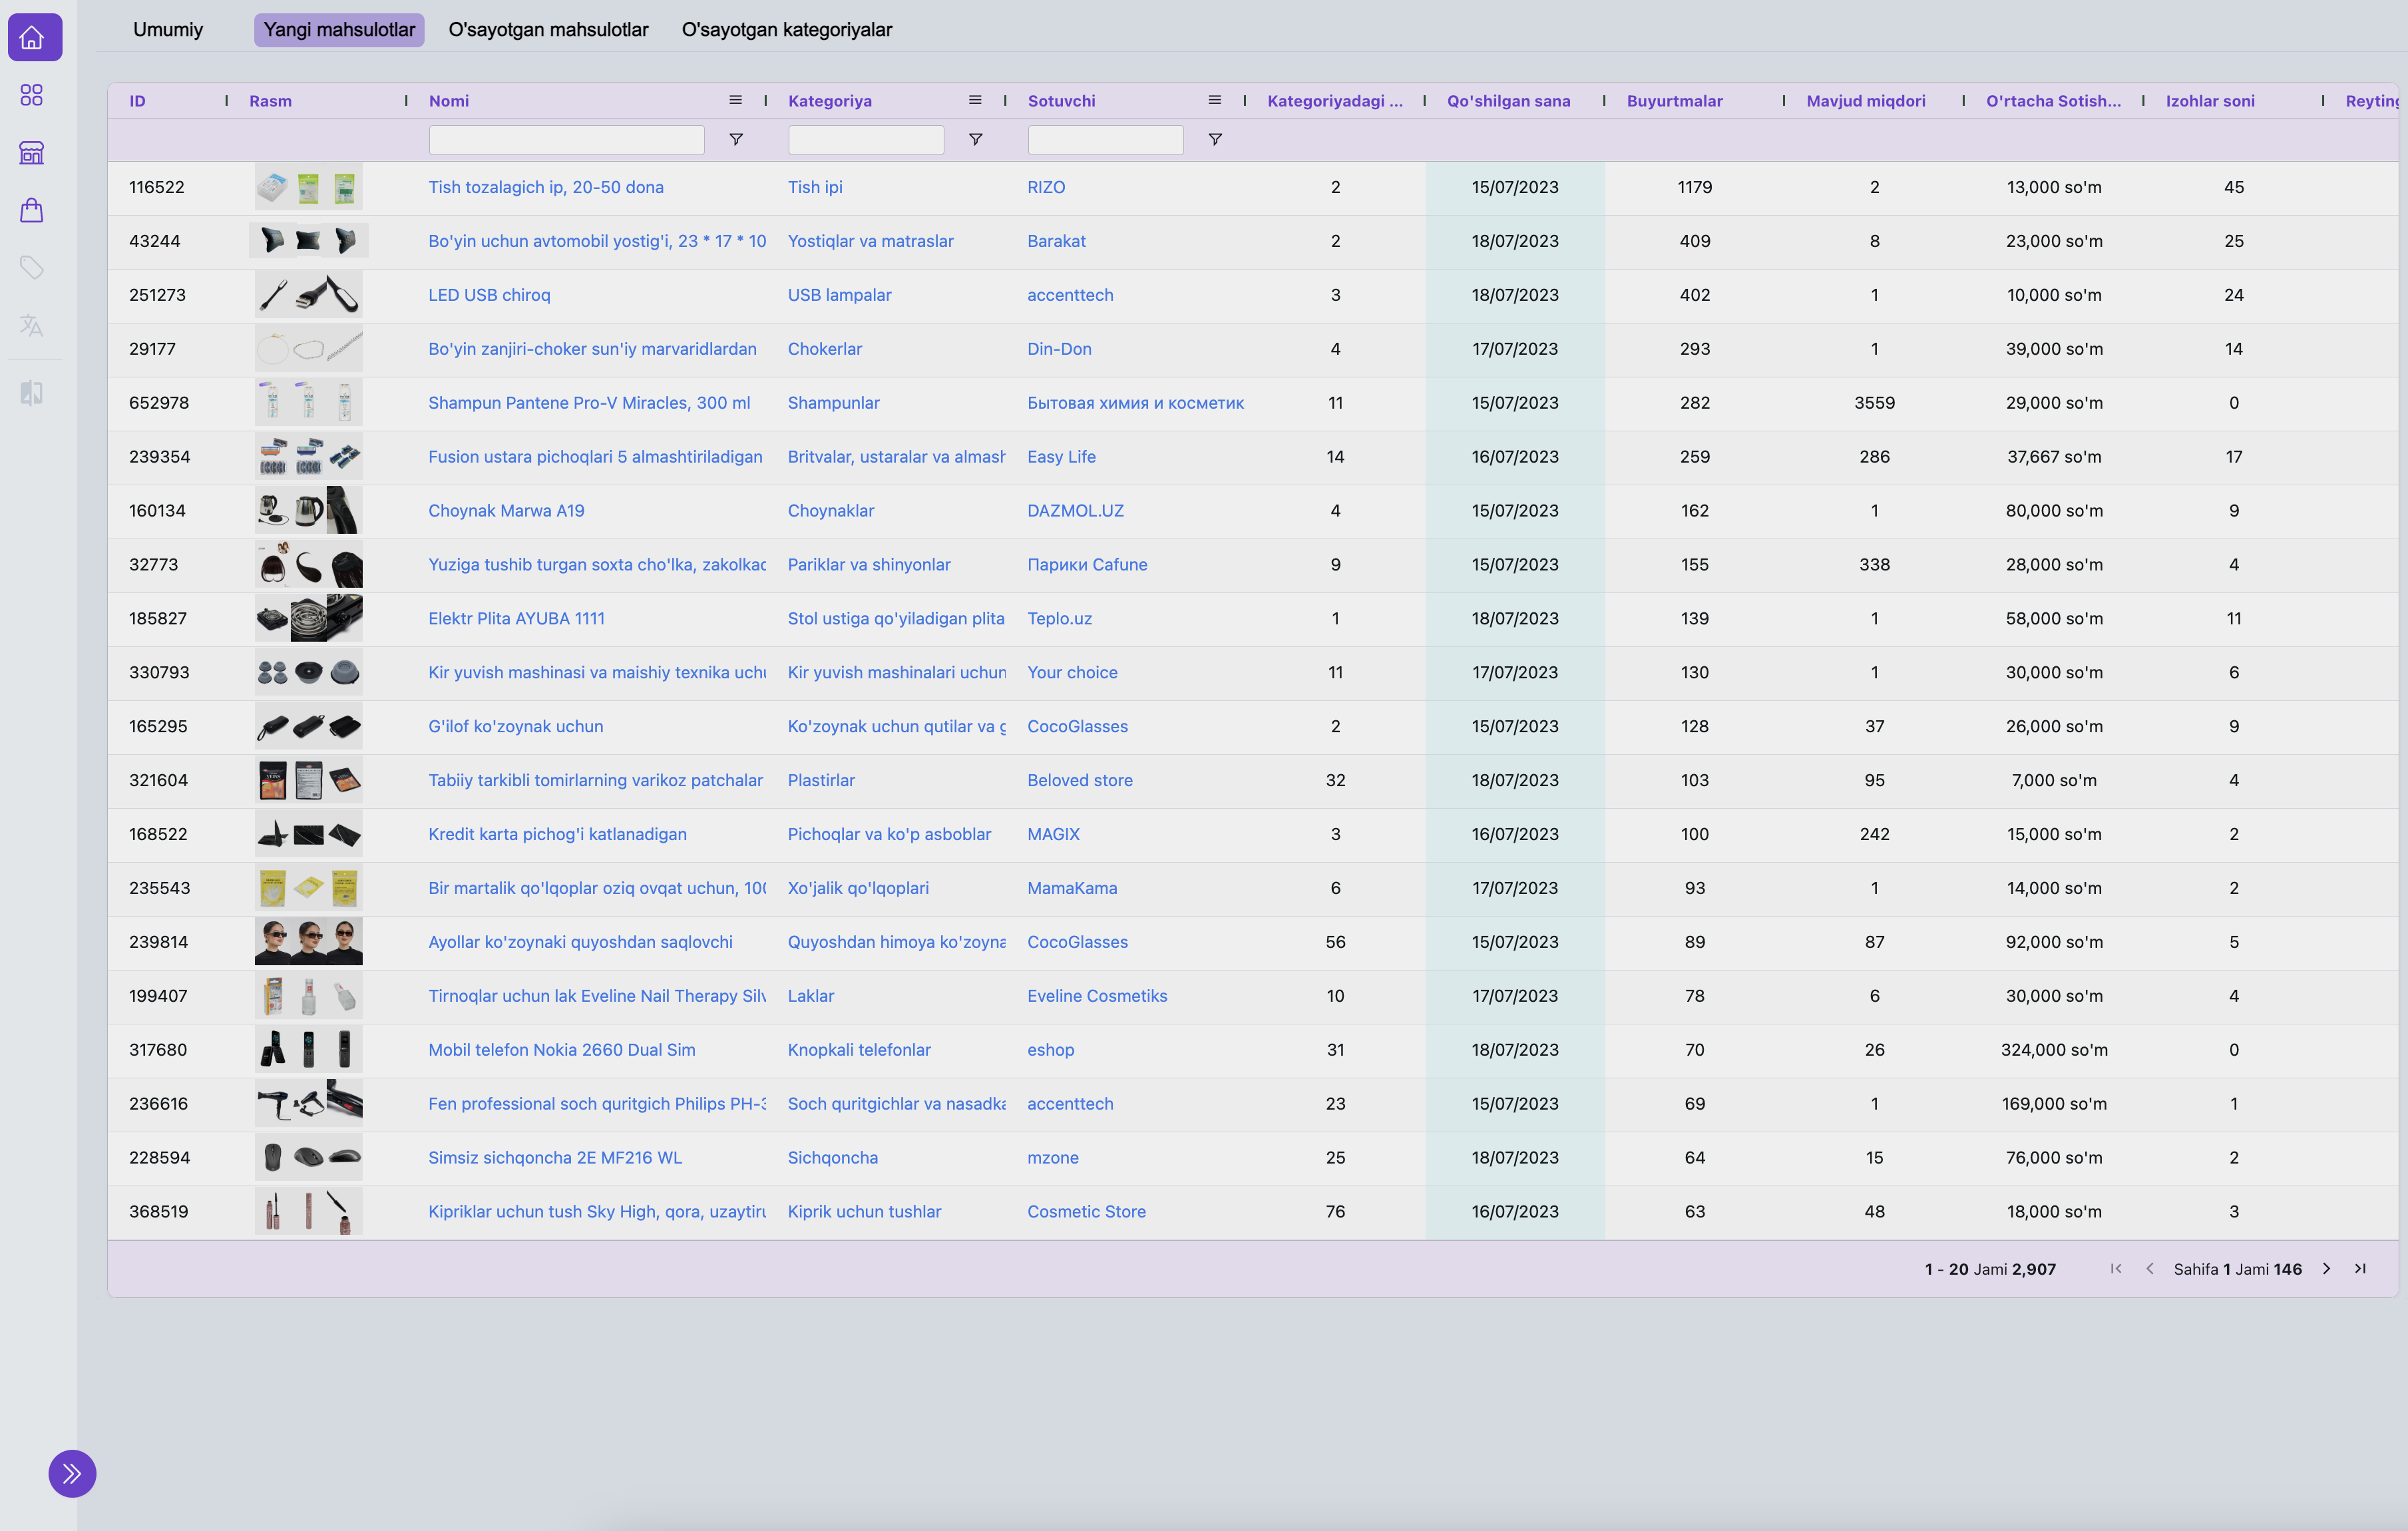 Umumiy Yangi mahsulotlar O'sayotgan mahsulotlar O'sayotgan kategoriyalar
ID Rasm Nomi Kategoriya Sotuvchi Kategoriyadagi ... Qo'shilgan sana Buyurtmalar Mavjud miqdori O'rtacha Sotish... Izohlar soni Reyting
116522 Tish tozalagich ip, 20-50 dona Tish ipi RIZO 2 15/07/2023 1179 2 13,000 so'm 45
43244 Bo'yin uchun avtomobil yostig'i, 23 * 17 * 10 Yostiqlar va matraslar Barakat 2 18/07/2023 409 8 23,000 so'm 25
251273 LED USB chiroq USB lampalar accenttech 3 18/07/2023 402 1 10,000 so'm 24
29177 Bo'yin zanjiri-choker sun'iy marvaridlardan Chokerlar Din-Don 4 17/07/2023 293 1 39,000 so'm 14
652978 Shampun Pantene Pro-V Miracles, 300 ml Shampunlar Бытовая химия и косметик 11 15/07/2023 282 3559 29,000 so'm 0
239354 Fusion ustara pichoqlari 5 almashtiriladigan Britvalar, ustaralar va almash Easy Life 14 16/07/2023 259 286 37,667 so'm 17
160134 Choynak Marwa A19 Choynaklar DAZMOL.UZ 4 15/07/2023 162 1 80,000 so'm 9
32773 Yuziga tushib turgan soxta cho'lka, zakolkad Pariklar va shinyonlar Парики Cafune 9 15/07/2023 155 338 28,000 so'm 4
185827 Elektr Plita AYUBA 1111 Stol ustiga qo'yiladigan plita Teplo.uz 1 18/07/2023 139 1 58,000 so'm 11
330793 Kir yuvish mashinasi va maishiy texnika uchu Kir yuvish mashinalari uchun Your choice 11 17/07/2023 130 1 30,000 so'm 6
165295 G'ilof ko'zoynak uchun Ko'zoynak uchun qutilar va g CocoGlasses 2 15/07/2023 128 37 26,000 so'm 9
321604 Tabiiy tarkibli tomirlarning varikoz patchalar Plastirlar Beloved store 32 18/07/2023 103 95 7,000 so'm 4
168522 Kredit karta pichog'i katlanadigan Pichoqlar va ko'p asboblar MAGIX 3 16/07/2023 100 242 15,000 so'm 2
235543 Bir martalik qo'lqoplar oziq ovqat uchun, 100 Xo'jalik qo'lqoplari MamaKama 6 17/07/2023 93 1 14,000 so'm 2
239814 Ayollar ko'zoynaki quyoshdan saqlovchi Quyoshdan himoya ko'zoyna CocoGlasses 56 15/07/2023 89 87 92,000 so'm 5
199407 Tirnoqlar uchun lak Eveline Nail Therapy Silv Laklar Eveline Cosmetiks 10 17/07/2023 78 6 30,000 so'm 4
317680 Mobil telefon Nokia 2660 Dual Sim Knopkali telefonlar eshop 31 18/07/2023 70 26 324,000 so'm 0
236616 Fen professional soch quritgich Philips PH-3 Soch quritgichlar va nasadka accenttech 23 15/07/2023 69 1 169,000 so'm 1
228594 Simsiz sichqoncha 2E MF216 WL Sichqoncha mzone 25 18/07/2023 64 15 76,000 so'm 2
368519 Kipriklar uchun tush Sky High, qora, uzaytiru Kiprik uchun tushlar Cosmetic Store 76 16/07/2023 63 48 18,000 so'm 3
1 - 20 Jami 2,907 Sahifa 1 Jami 146